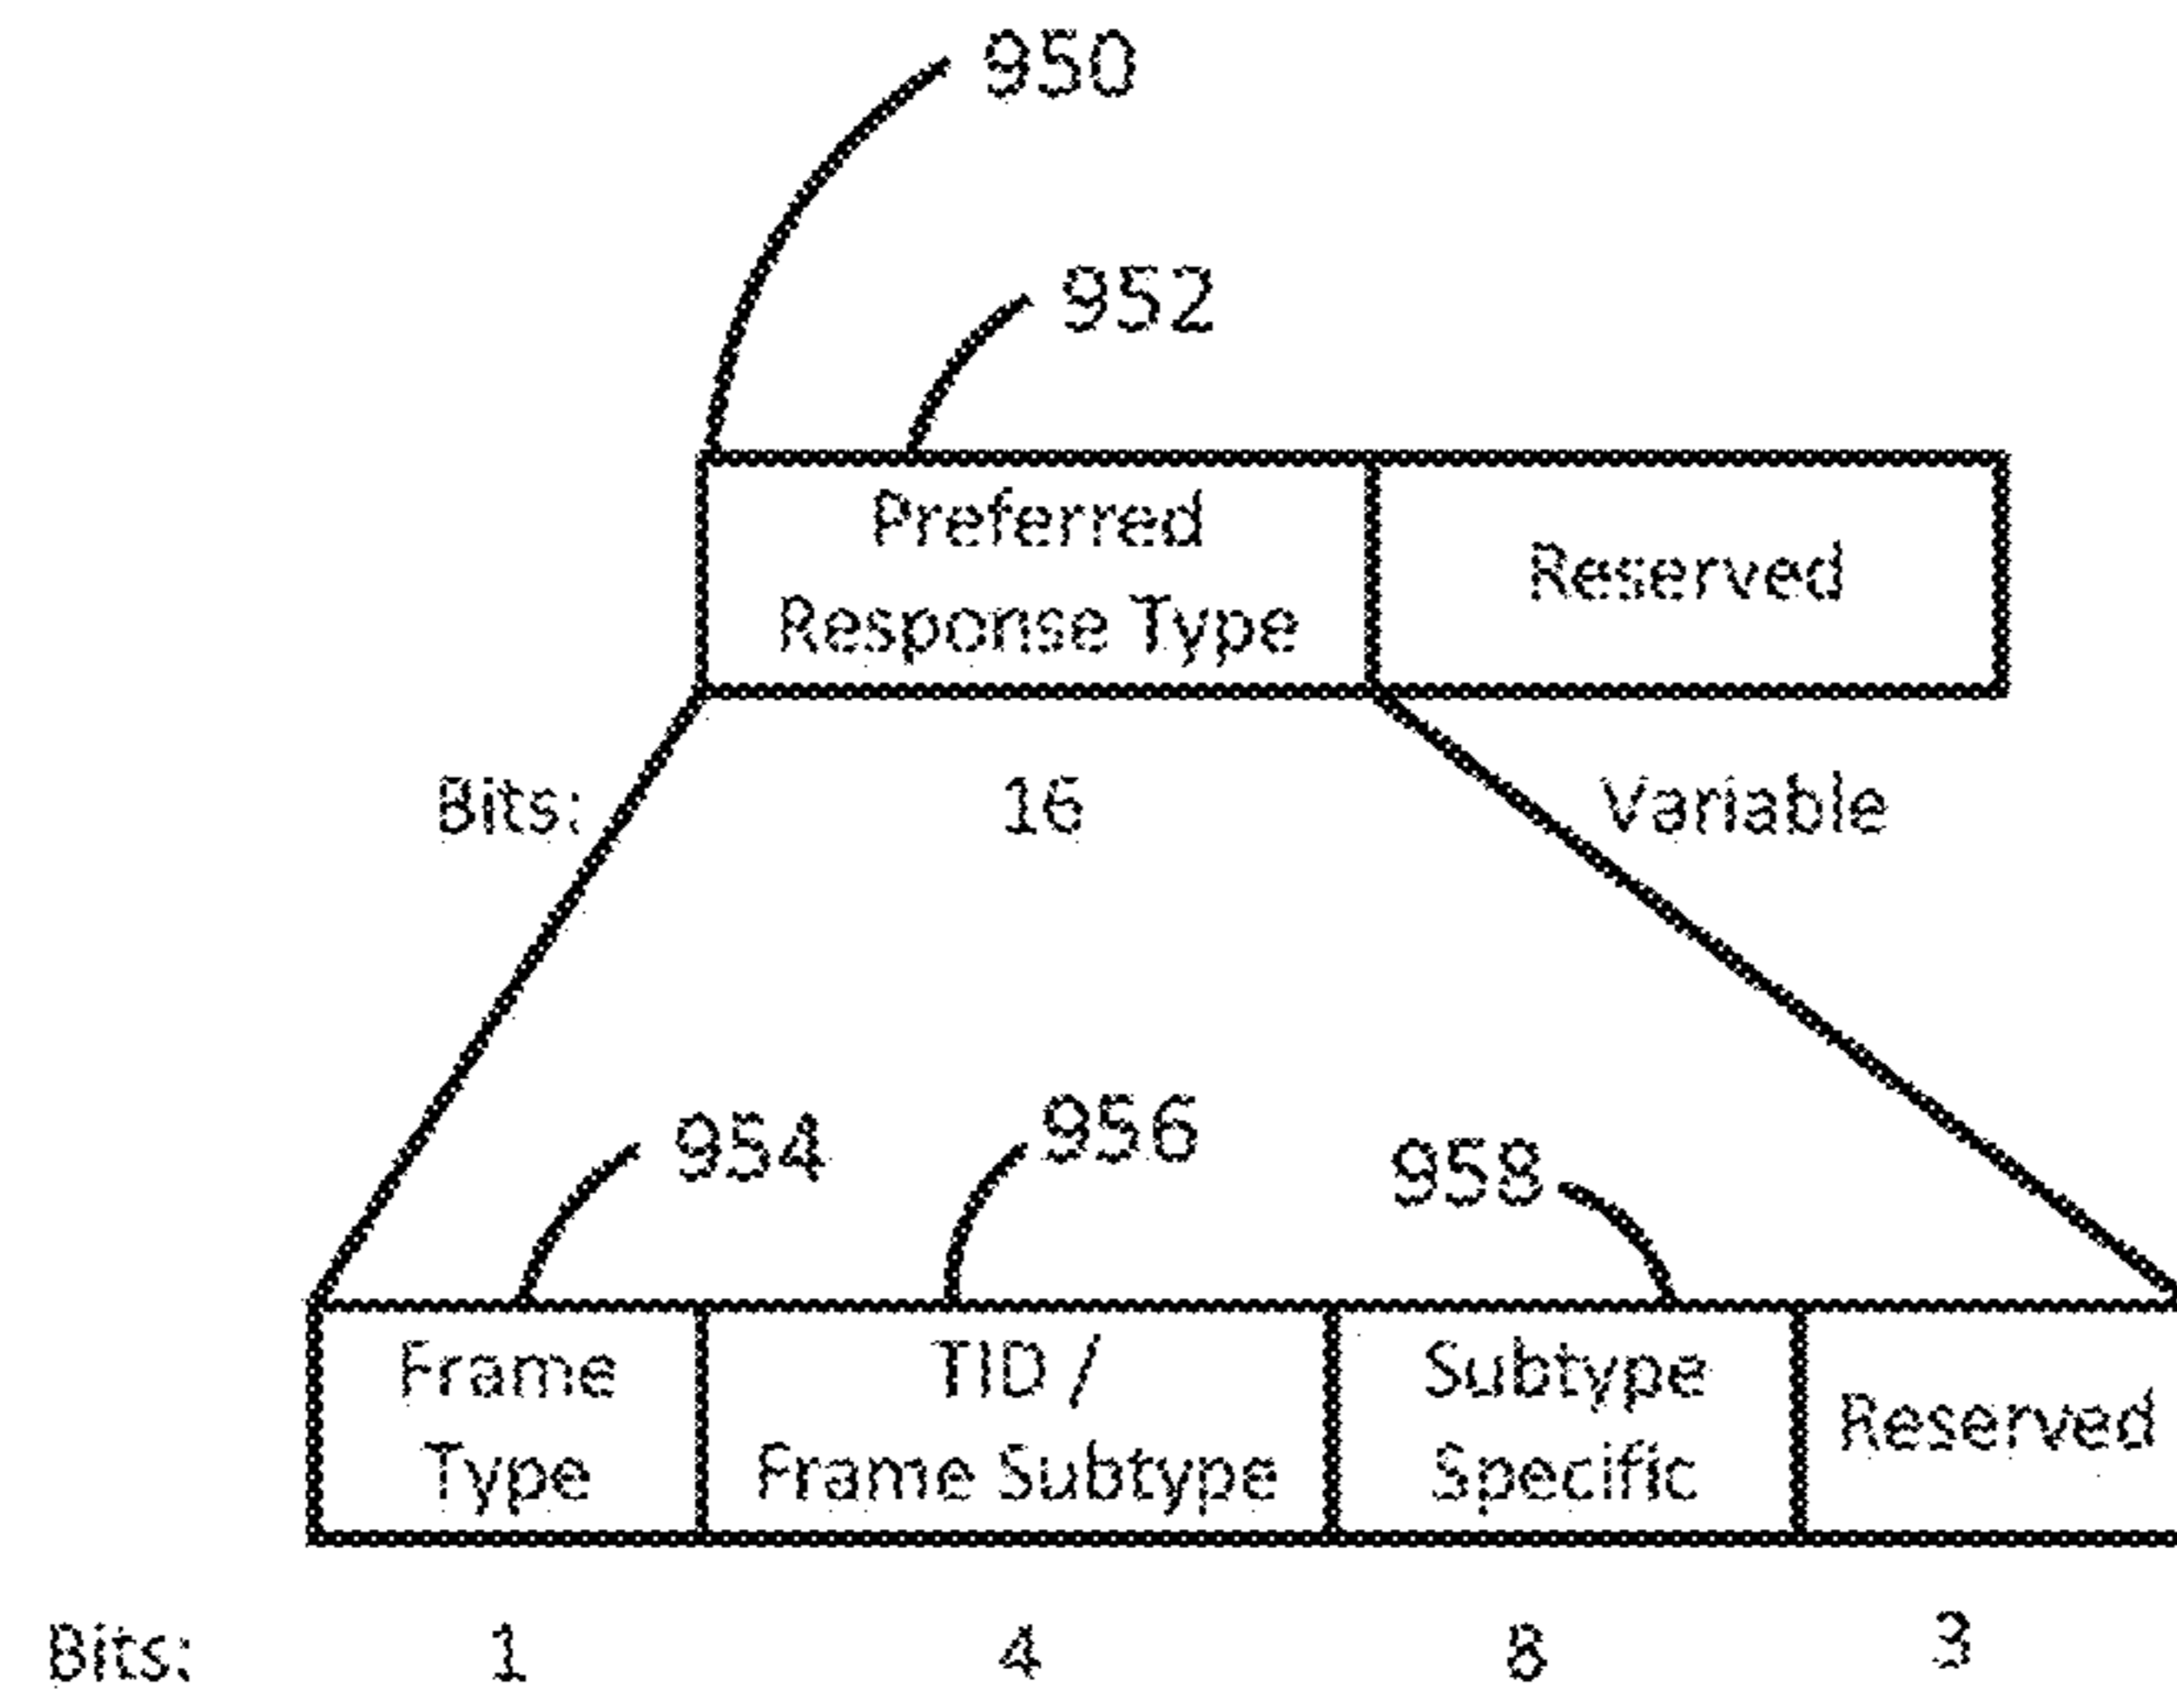 950
952
Preferred
Response Type
Reserved
Bits: 16 Variable
954 956 958
Frame
Type
TID /
Frame Subtype
Subtype
Specific
Reserved
Bits: 1 4 8 3